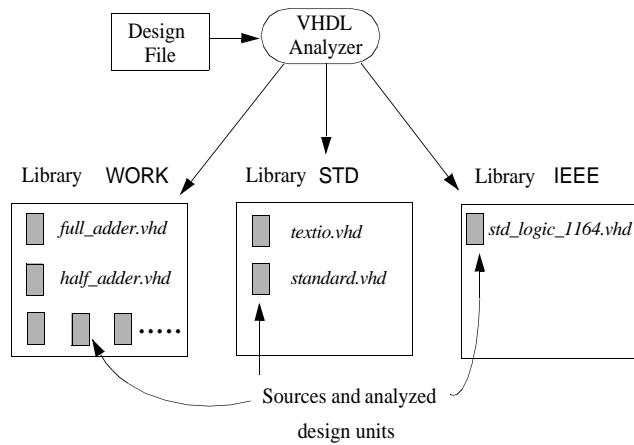 Design
File
VHDL
Analyzer
Library WORK
Library STD
Library IEEE
full_adder.vhd
half_adder.vhd
textio.vhd
standard.vhd
std_logic_1164.vhd
Sources and analyzed
design units